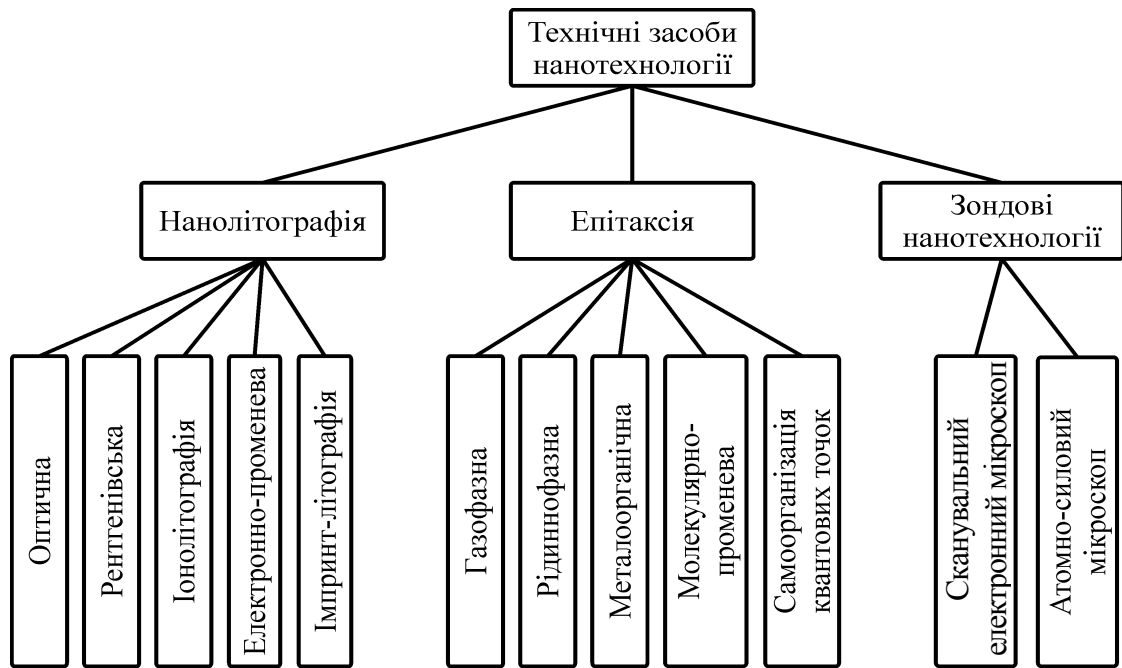 Технічні засоби
нанотехнології
Нанолітографія
Епітаксія
Зондові
нанотехнології
Оптична
Рентгенівська
Іонолітографія
Електронно-променева
Імпринт-літографія
Газофазна
Рідиннофазна
Металоорганічна
Молекулярно-
променева
Самоорганізація
квантових точок
Сканувальний
електронний мікроскоп
Атомно-силовий
мікроскоп